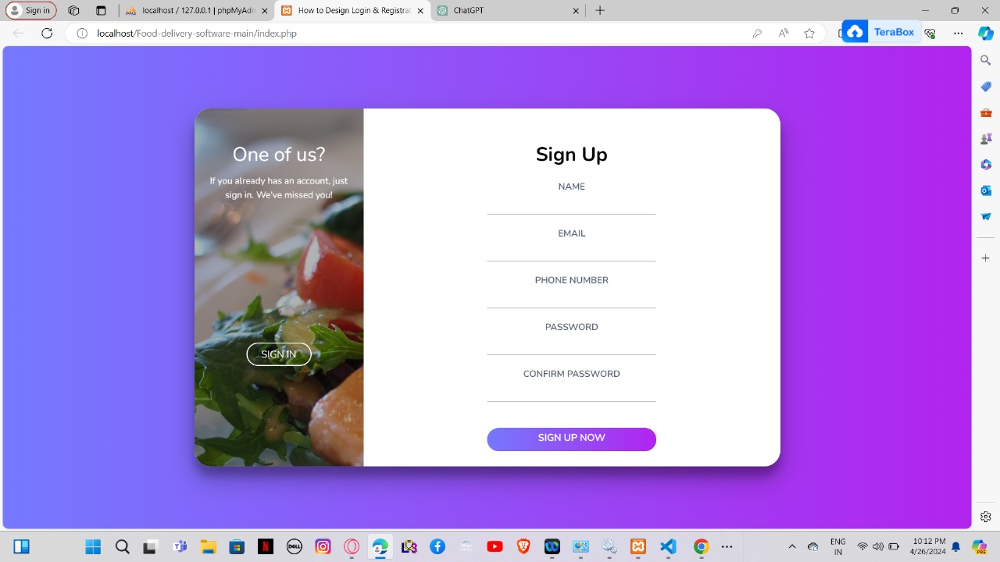 Sign in
localhost / 127.0.0.1 | phpMyAdm
How to Design Login & Registrat
ChatGPT
localhost/Food-delivery-software-main/index.php
TeraBox
One of us?
If you already has an account, just
sign in. We've missed you!
SIGN IN
Sign Up
NAME
EMAIL
PHONE NUMBER
PASSWORD
CONFIRM PASSWORD
SIGN UP NOW
ENG
IN
10:22 PM
4/26/2024